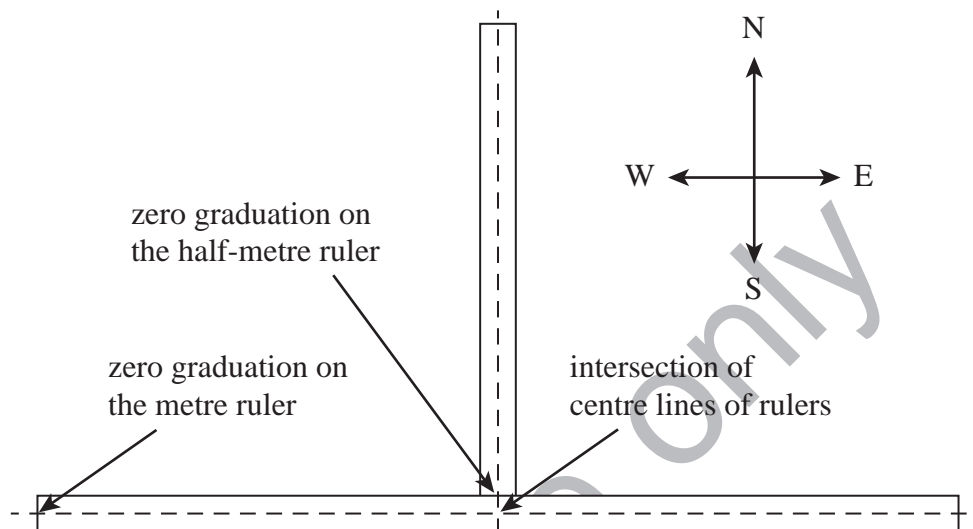 N
W
E
S
zero graduation on
the half-metre ruler
zero graduation on
the metre ruler
intersection of
centre lines of rulers
only